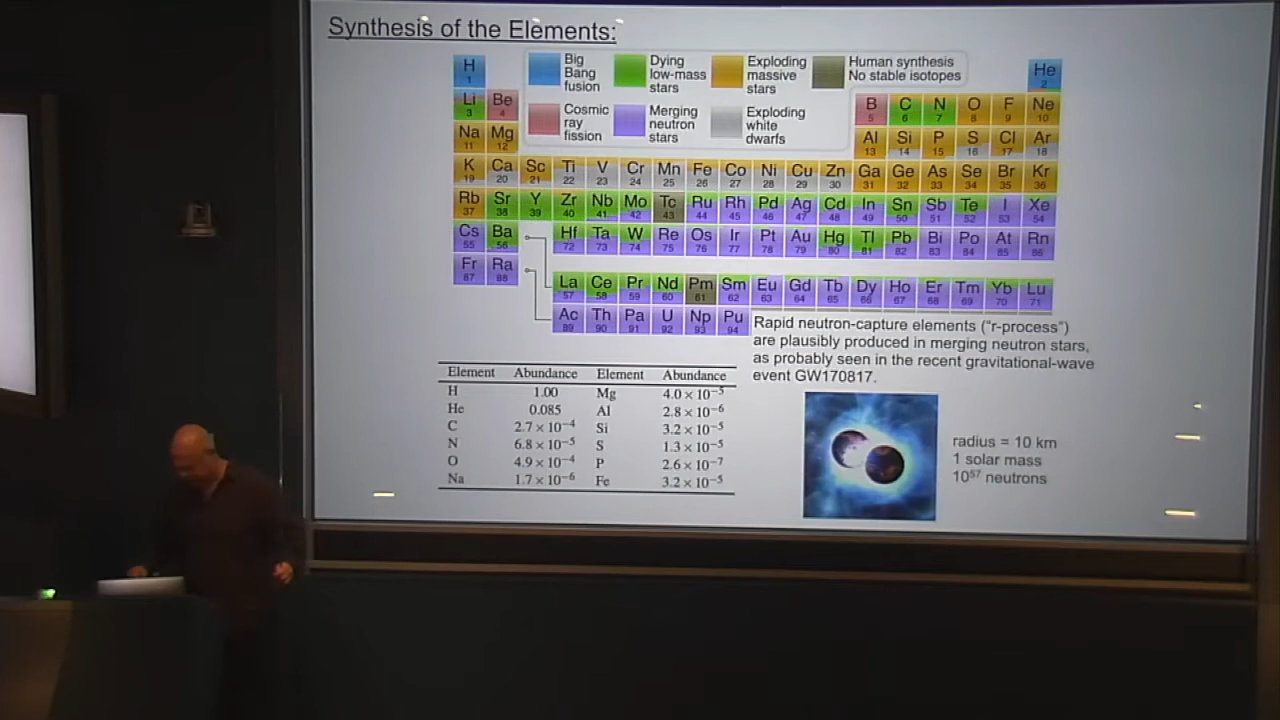 Synthesis of the Elements:
H 1
Big Bang fusion
Dying low-mass stars
Exploding massive stars
Human synthesis
No stable isotopes
He 2
Cosmic ray fission
Merging neutron stars
Exploding white dwarfs
Li 3 Be 4 B 5 C 6 N 7 O 8 F 9 Ne 10
Na 11 Mg 12 Al 13 Si 14 P 15 S 16 Cl 17 Ar 18
K 19 Ca 20 Sc 21 Ti 22 V 23 Cr 24 Mn 25 Fe 26 Co 27 Ni 28 Cu 29 Zn 30 Ga 31 Ge 32 As 33 Se 34 Br 35 Kr 36
Rb 37 Sr 38 Y 39 Zr 40 Nb 41 Mo 42 Tc 43 Ru 44 Rh 45 Pd 46 Ag 47 Cd 48 In 49 Sn 50 Sb 51 Te 52 I 53 Xe 54
Cs 55 Ba 56 Hf 72 Ta 73 W 74 Re 75 Os 76 Ir 77 Pt 78 Au 79 Hg 80 Tl 81 Pb 82 Bi 83 Po 84 At 85 Rn 86
Fr 87 Ra 88
La 57 Ce 58 Pr 59 Nd 60 Pm 61 Sm 62 Eu 63 Gd 64 Tb 65 Dy 66 Ho 67 Er 68 Tm 69 Yb 70 Lu 71
Ac 89 Th 90 Pa 91 U 92 Np 93 Pu 94
Rapid neutron-capture elements (“r-process”)
are plausibly produced in merging neutron stars,
as probably seen in the recent gravitational-wave
event GW170817.
Element Abundance Element Abundance
H 1.00 Mg 4.0 × 10⁻⁵
He 0.085 Al 2.8 × 10⁻⁶
C 2.7 × 10⁻⁴ Si 3.2 × 10⁻⁵
N 6.8 × 10⁻⁵ S 1.3 × 10⁻⁵
O 4.9 × 10⁻⁴ P 2.6 × 10⁻⁷
Na 1.7 × 10⁻⁶ Fe 3.2 × 10⁻⁵
radius = 10 km
1 solar mass
10⁵⁷ neutrons